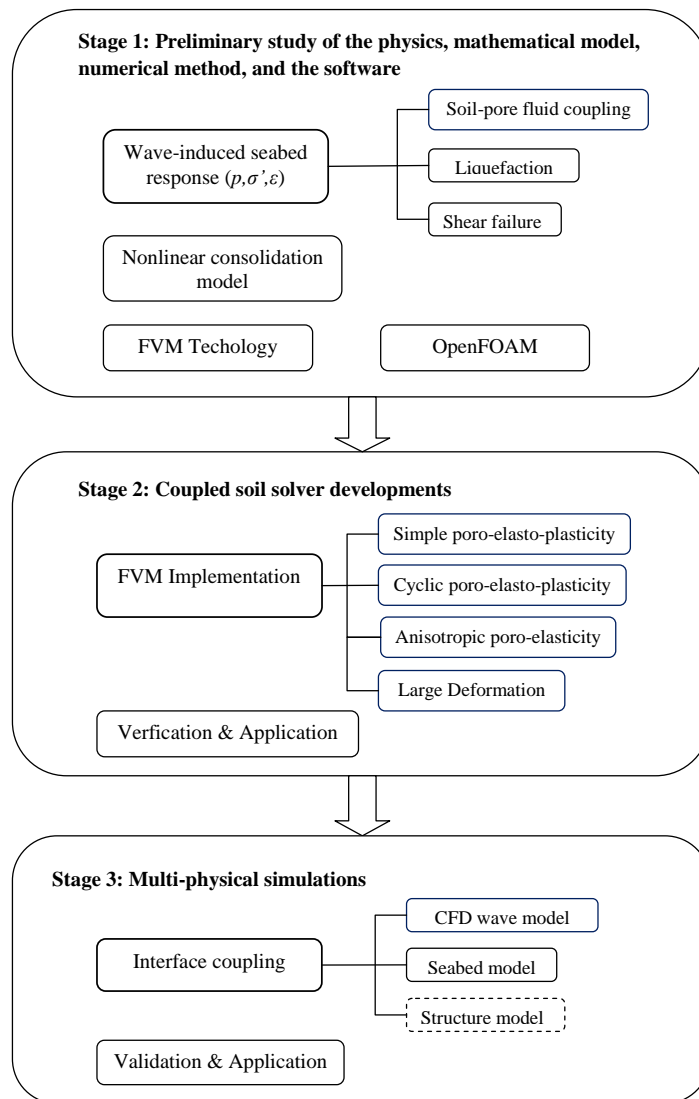 Stage 1: Preliminary study of the physics, mathematical model,
numerical method, and the software
Soil-pore fluid coupling
Wave-induced seabed
response (p,σ’,ε)
Liquefaction
Shear failure
Nonlinear consolidation
model
FVM Techology
OpenFOAM
Stage 2: Coupled soil solver developments
Simple poro-elasto-plasticity
FVM Implementation
Cyclic poro-elasto-plasticity
Anisotropic poro-elasticity
Large Deformation
Verfication & Application
Stage 3: Multi-physical simulations
CFD wave model
Interface coupling
Seabed model
Structure model
Validation & Application